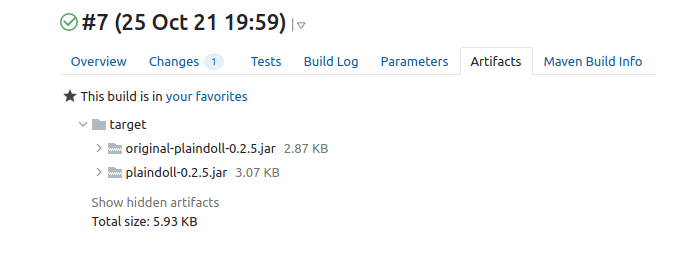 #7 (25 Oct 21 19:59)
Overview Changes 1 Tests Build Log Parameters Artifacts Maven Build Info
This build is in your favorites
target
original-plaindoll-0.2.5.jar 2.87 KB
plaindoll-0.2.5.jar 3.07 KB
Show hidden artifacts
Total size: 5.93 KB